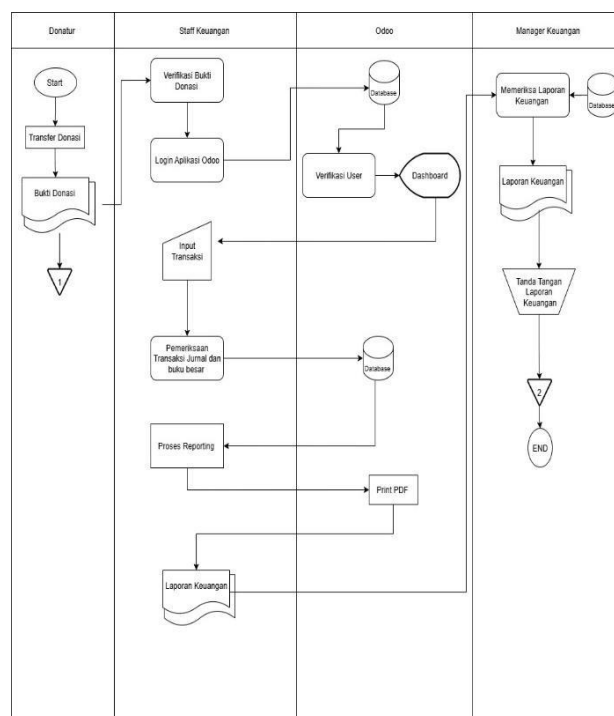 Donatur
Staff Keuangan
Odoo
Manager Keuangan
Start
Transfer Donasi
Bukti Donasi
1
Verifikasi Bukti
Donasi
Login Aplikasi Odoo
Input
Transaksi
Pemeriksaan
Transaksi Jurnal dan
buku besar
Proses Reporting
Laporan Keuangan
Database
Verifikasi User
Dashboard
Database
Print PDF
Memeriksa Laporan
Keuangan
Database
Laporan Keuangan
Tanda Tangan
Laporan
Keuangan
2
END